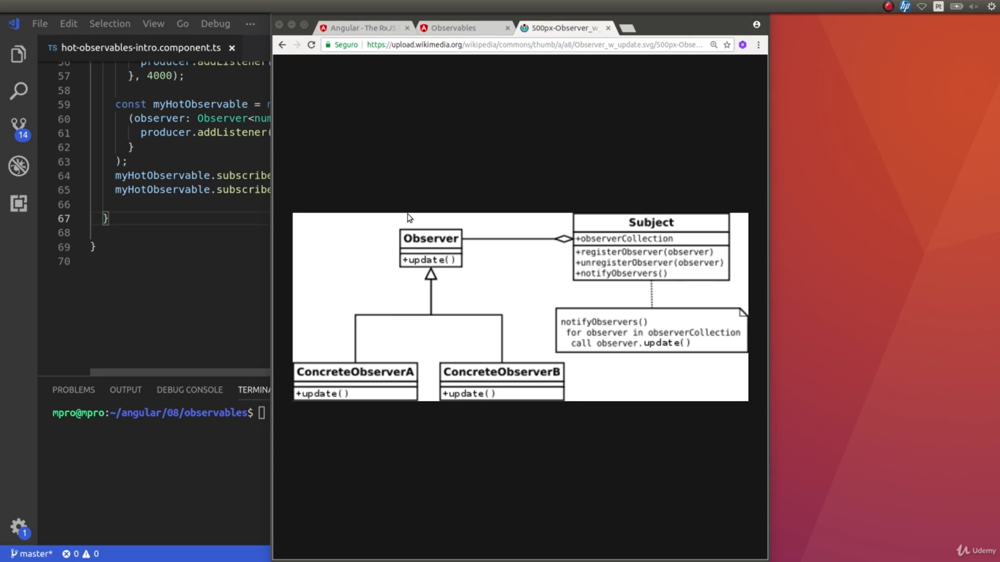 hp
Pt
File Edit Selection View Go Debug ···
TS hot-observables-intro.component.ts ×
56 producer.addListener(
57 }, 4000);
58
59 const myHotObservable = n
60 (observer: Observer<num
61 producer.addListener(
62 }
63 );
64 myHotObservable.subscribe
65 myHotObservable.subscribe
66
67 }
68
69 }
70
14
PROBLEMS OUTPUT DEBUG CONSOLE TERMINA
mpro@mpro:~/angular/08/observables$
1
master* 0 0
Angular - The RxJS
Observables
500px-Observer_w_
Seguro https://upload.wikimedia.org/wikipedia/commons/thumb/a/a8/Observer_w_update.svg/500px-Obse...
Observer
+update()
Subject
+observerCollection
+registerObserver(observer)
+unregisterObserver(observer)
+notifyObservers()
notifyObservers()
for observer in observerCollection
call observer.update()
ConcreteObserverA
+update()
ConcreteObserverB
+update()
Udemy